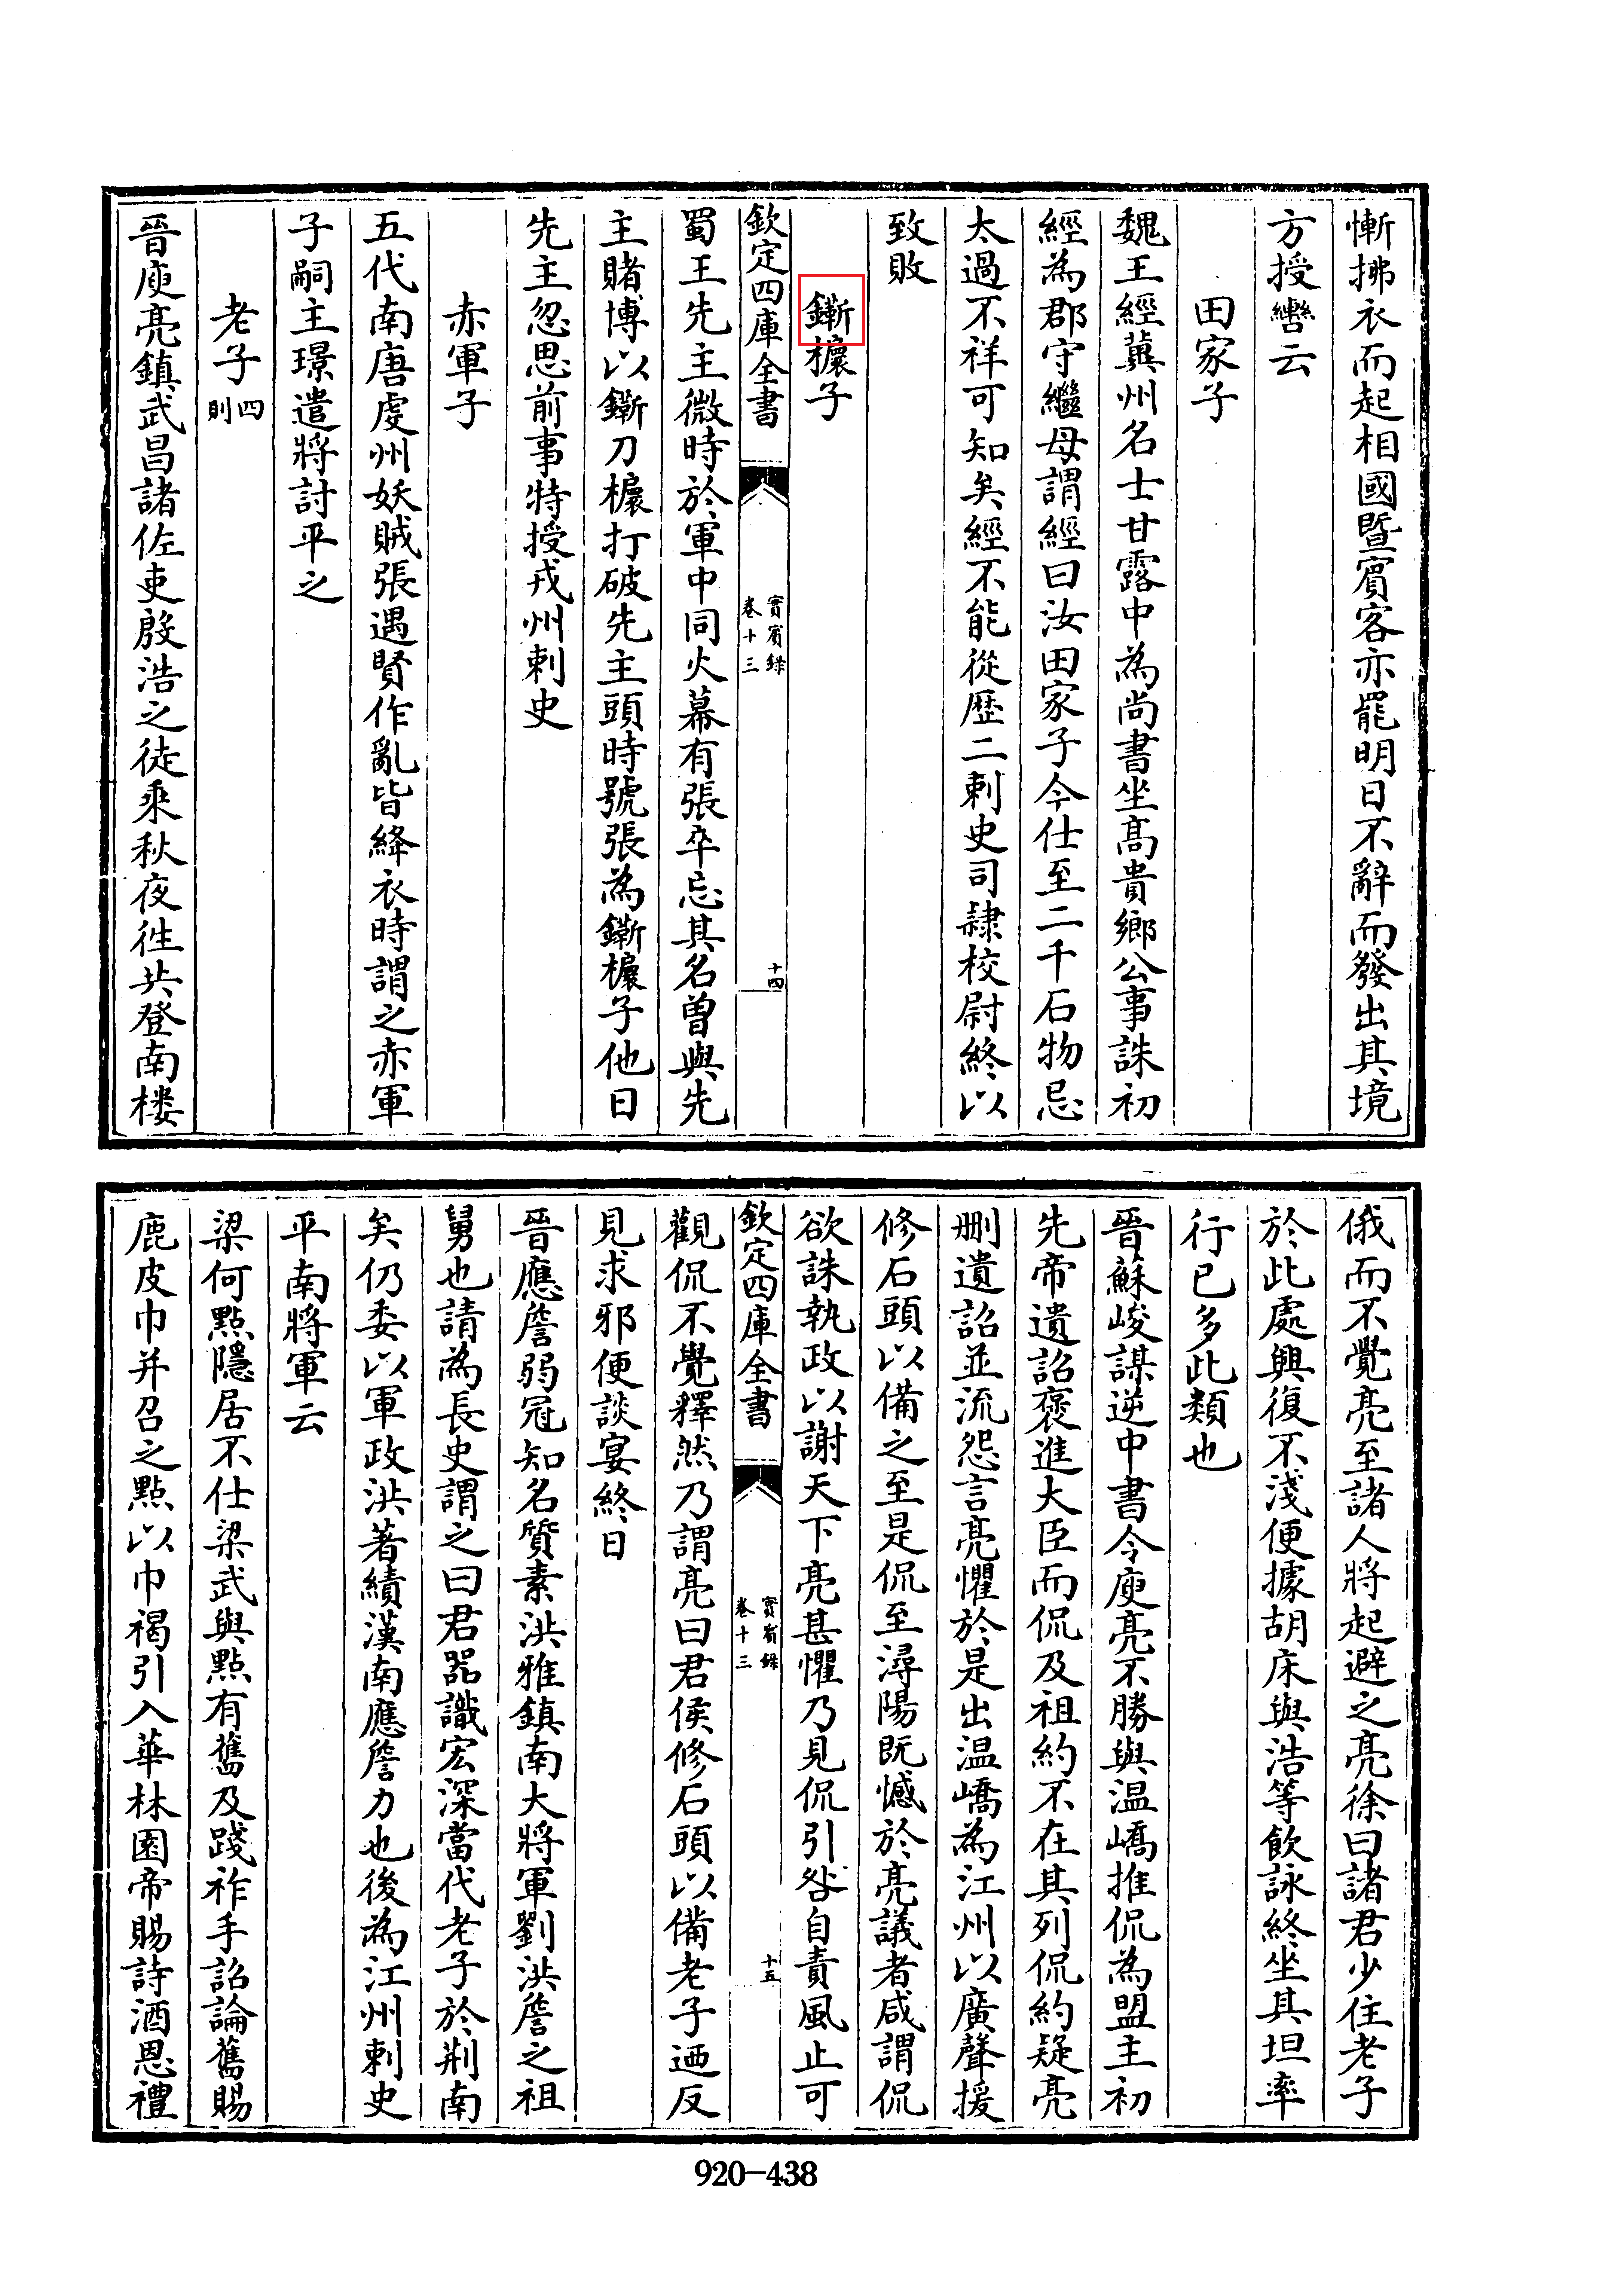 慚拂衣而起相國暨賓客亦罷明日不辭而發出其境
方授轡云
田家子
魏王經冀州名士甘露中為尚書坐髙貴鄉公事誅初
經為郡守繼母謂經曰汝田家子今仕至二千石物忌
太過不祥可知矣經不能從歴二刺史司隷校尉終以
致敗
鐁欀子
欽定四庫全書
實賓録
卷十三
十四
蜀王先主微時於軍中同火幕有張卒忘其名曾與先
主賭博以鐁刀欀打破先主頭時號張為鐁欀子他日
先主忽思前事特授戎州刺史
赤軍子
五代南唐虔州妖賊張遇賢作亂皆絳衣時謂之赤軍
子嗣主璟遣將討平之
老子四則
晉庾亮鎮武昌諸佐吏殷浩之徒乘秋夜徃共登南楼
俄而不覺亮至諸人將起避之亮徐曰諸君少住老子
於此處興復不淺便據胡床與浩等飲詠終坐其坦率
行已多此類也
晉蘇峻謀逆中書令庾亮不勝與温嶠推侃為盟主初
先帝遺詔褒進大臣而侃及祖約不在其列侃約疑亮
刪遺詔並流怨言亮懼於是出温嶠為江州以廣聲援
修石頭以備之至是侃至潯陽既憾於亮議者咸謂侃
欲誅執政以謝天下亮甚懼乃見侃引咎自責風止可
欽定四庫全書
實賓録
卷十三
十五
觀侃不覺釋然乃謂亮曰君侯修石頭以備老子迺反
見求邪便談宴終日
晉應詹弱冠知名質素洪雅鎮南大將軍劉洪詹之祖
舅也請為長史謂之曰君器識宏深當代老子於荆南
矣仍委以軍政洪著績漢南應詹力也後為江州刺史
平南將軍云
梁何點隱居不仕梁武與點有舊及踐祚手詔論舊賜
鹿皮巾并召之點以巾褐引入華林園帝賜詩酒恩禮
920-438